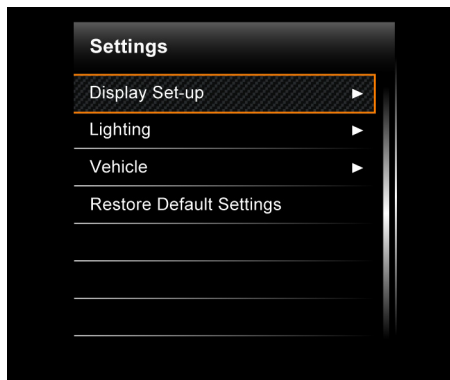 Settings
Display Set-up
Lighting
Vehicle
Restore Default Settings